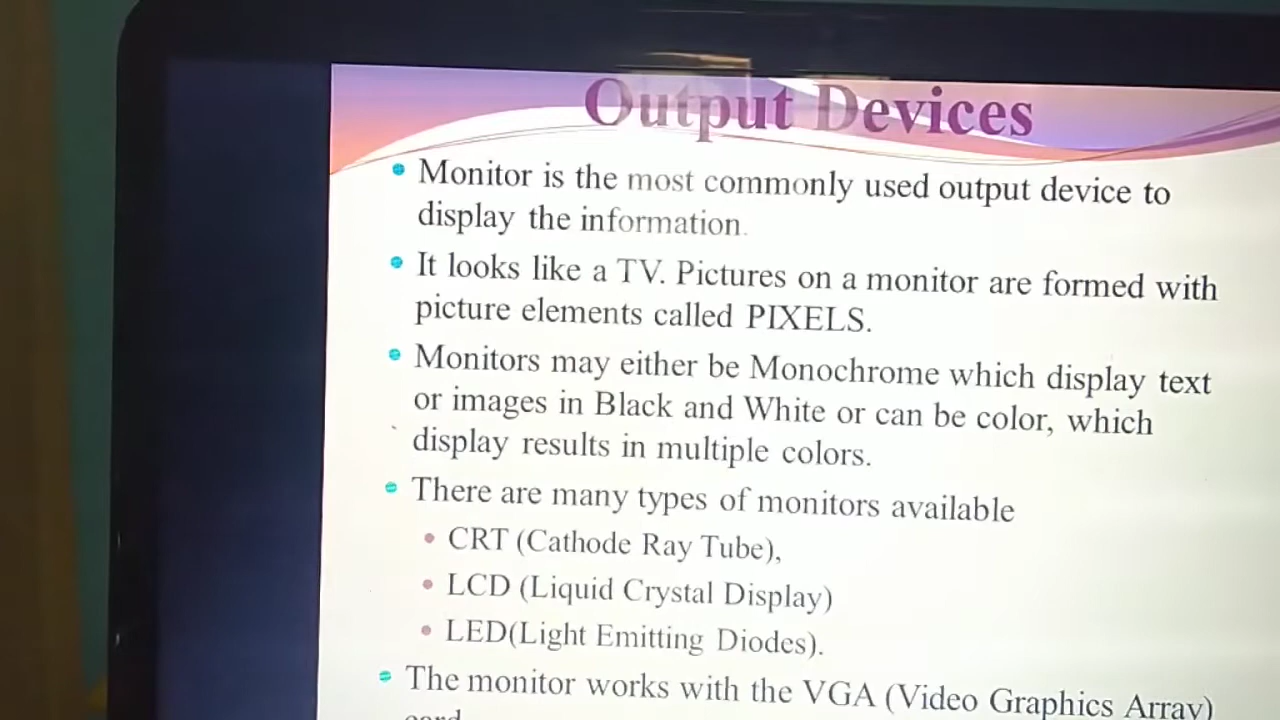 Output Devices
Monitor is the most commonly used output device to
display the information.
It looks like a TV. Pictures on a monitor are formed with
picture elements called PIXELS.
Monitors may either be Monochrome which display text
or images in Black and White or can be color, which
display results in multiple colors.
There are many types of monitors available
CRT (Cathode Ray Tube),
LCD (Liquid Crystal Display)
LED(Light Emitting Diodes).
The monitor works with the VGA (Video Graphics Array)
card